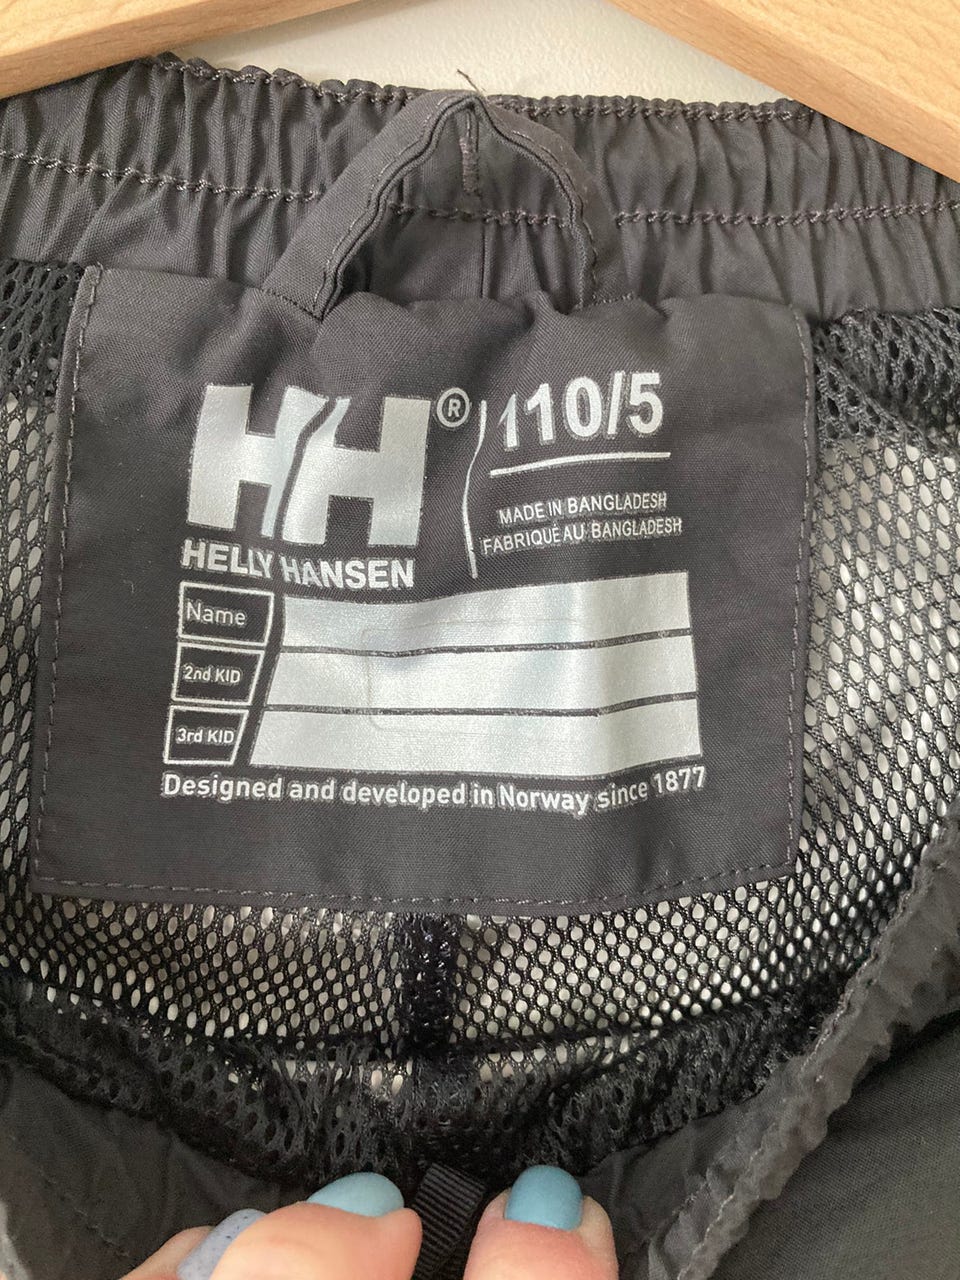 HH®
HELLY HANSEN
110/5
MADE IN BANGLADESH
FABRIQUÉ AU BANGLADESH
Name
2nd KID
3rd KID
Designed and developed in Norway since 1877